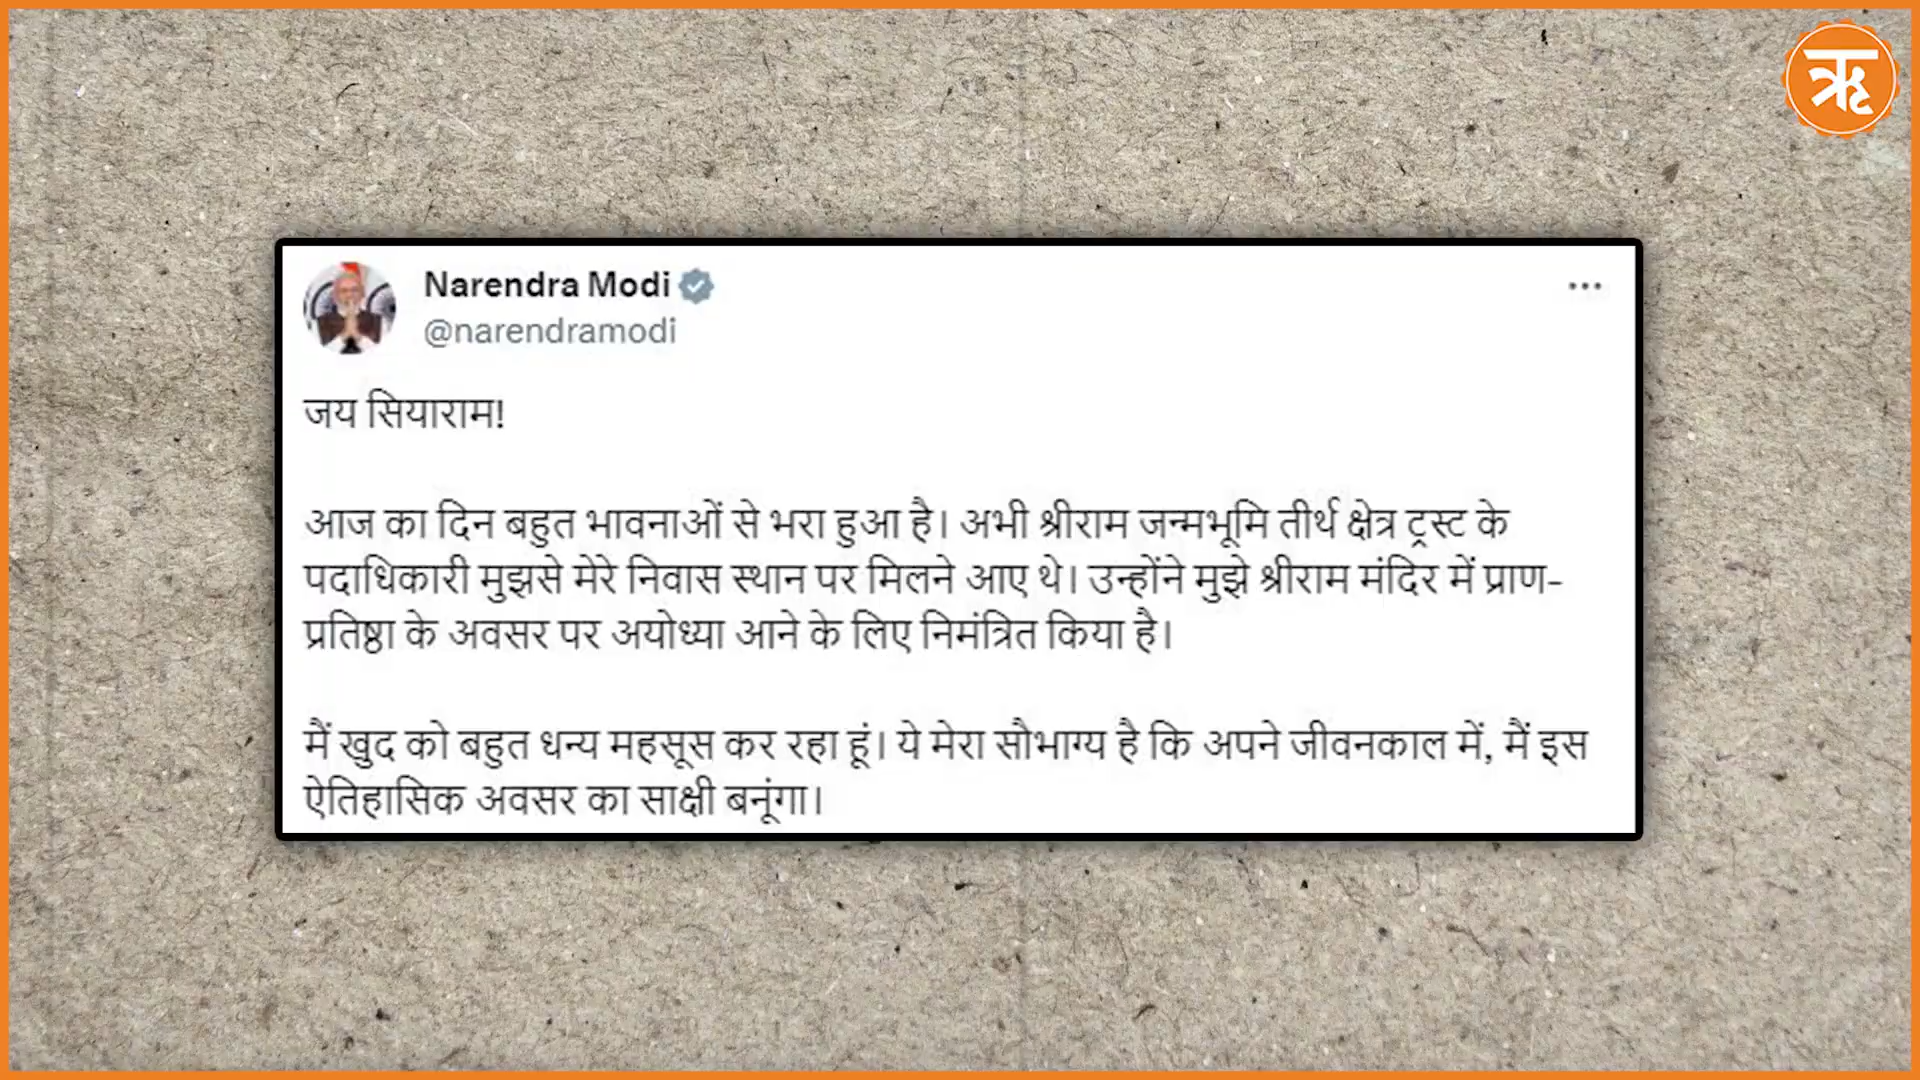 ऋ
Narendra Modi
@narendramodi
जय सियाराम!
आज का दिन बहुत भावनाओं से भरा हुआ है। अभी श्रीराम जन्मभूमि तीर्थ क्षेत्र ट्रस्ट के
पदाधिकारी मुझसे मेरे निवास स्थान पर मिलने आए थे। उन्होंने मुझे श्रीराम मंदिर में प्राण-
प्रतिष्ठा के अवसर पर अयोध्या आने के लिए निमंत्रित किया है।
मैं खुद को बहुत धन्य महसूस कर रहा हूं। ये मेरा सौभाग्य है कि अपने जीवनकाल में, मैं इस
ऐतिहासिक अवसर का साक्षी बनूंगा।